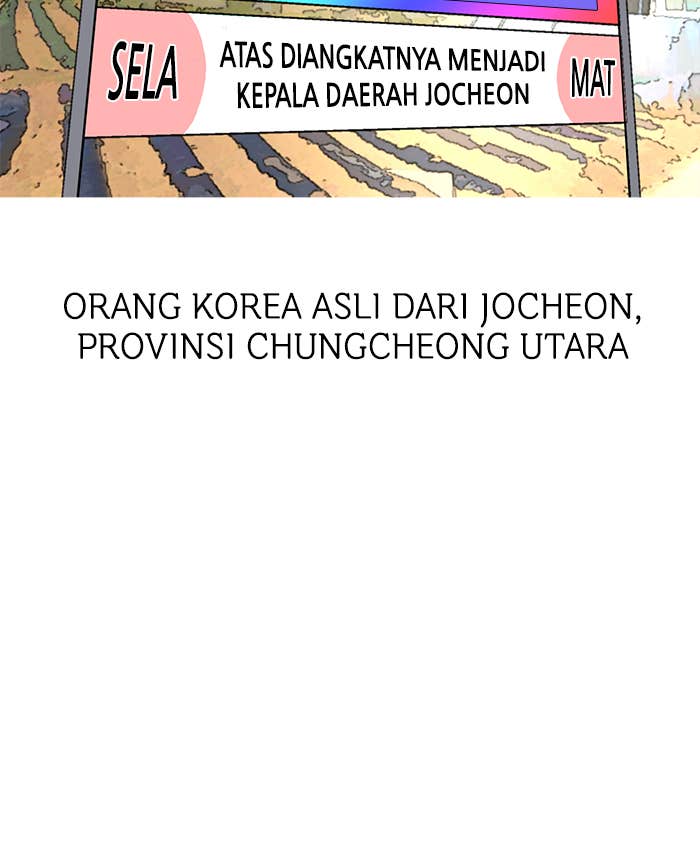 SELA ATAS DIANGKATNYA MENJADI MAT
KEPALA DAERAH JOCHEON
ORANG KOREA ASLI DARI JOCHEON,
PROVINSI CHUNGCHEONG UTARA